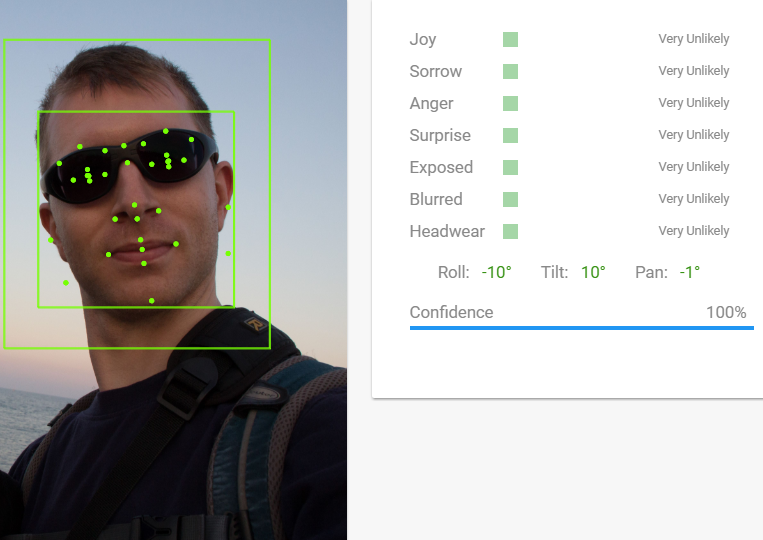 Joy Very Unlikely
Sorrow Very Unlikely
Anger Very Unlikely
Surprise Very Unlikely
Exposed Very Unlikely
Blurred Very Unlikely
Headwear Very Unlikely
Roll: -10° Tilt: 10° Pan: -1°
Confidence 100%